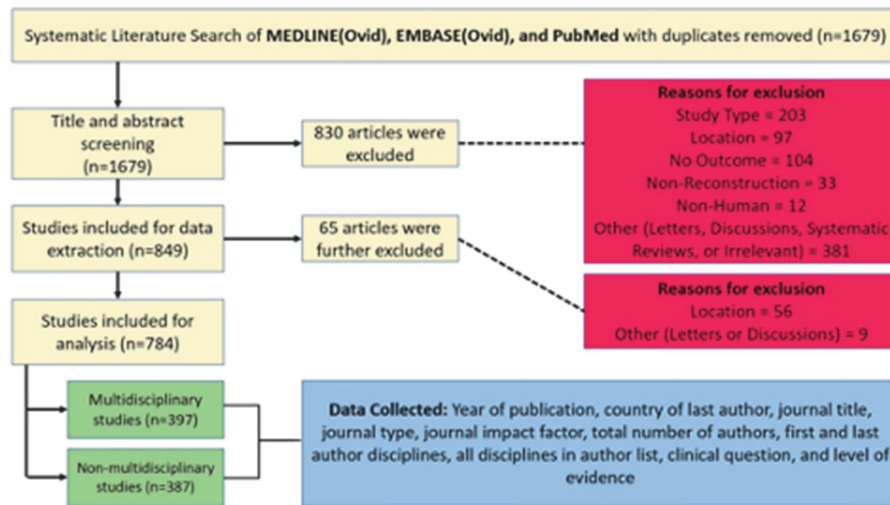 Systematic Literature Search of MEDLINE(Ovid), EMBASE(Ovid), and PubMed with duplicates removed (n=1679)
Title and abstract
screening
(n=1679)
830 articles were
excluded
Reasons for exclusion
Study Type = 203
Location = 97
No Outcome = 104
Non-Reconstruction = 33
Non-Human = 12
Other (Letters, Discussions, Systematic
Reviews, or Irrelevant) = 381
Studies included for data
extraction (n=849)
65 articles were
further excluded
Reasons for exclusion
Location = 56
Other (Letters or Discussions) = 9
Studies included for
analysis (n=784)
Multidisciplinary
studies (n=397)
Non-multidisciplinary
studies (n=387)
Data Collected: Year of publication, country of last author, journal title,
journal type, journal impact factor, total number of authors, first and last
author disciplines, all disciplines in author list, clinical question, and level of
evidence